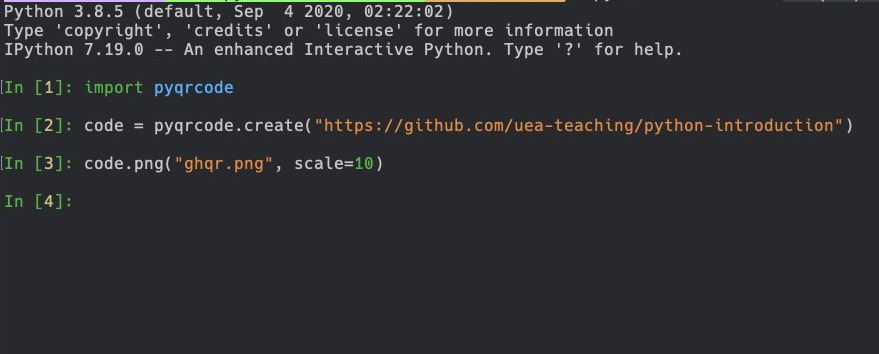 Python 3.8.5 (default, Sep  4 2020, 02:22:02)
Type 'copyright', 'credits' or 'license' for more information
IPython 7.19.0 -- An enhanced Interactive Python. Type '?' for help.
[In [1]: import pyqrcode
[In [2]: code = pyqrcode.create("https://github.com/uea-teaching/python-introduction")
[In [3]: code.png("ghqr.png", scale=10)
In [4]: